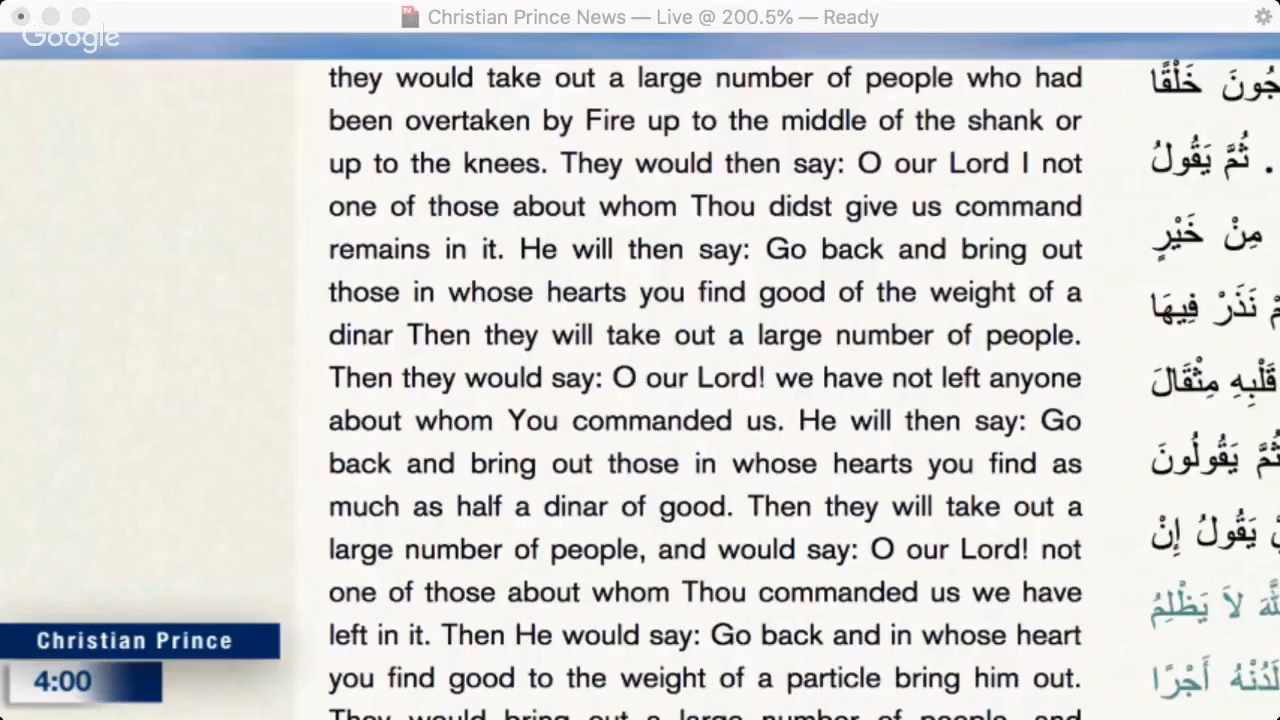 Christian Prince News — Live @ 200.5% — Ready
Google
they would take out a large number of people who had
been overtaken by Fire up to the middle of the shank or
up to the knees. They would then say: O our Lord I not
one of those about whom Thou didst give us command
remains in it. He will then say: Go back and bring out
those in whose hearts you find good of the weight of a
dinar Then they will take out a large number of people.
Then they would say: O our Lord! we have not left anyone
about whom You commanded us. He will then say: Go
back and bring out those in whose hearts you find as
much as half a dinar of good. Then they will take out a
large number of people, and would say: O our Lord! not
one of those about whom Thou commanded us we have
left in it. Then He would say: Go back and in whose heart
you find good to the weight of a particle bring him out.
They would bring out a large number of people, and
خَلْقًا
. ثُمَّ يَقُولُ
مِنْ خَيْرٍ
نَذَرْ فِيهَا
قَلْبِهِ مِثْقَالَ
ثُمَّ يَقُولُونَ
يَقُولُ إِنْ
لاَ يَظْلِمُ
لَدُنْهُ أَجْرًا
Christian Prince
4:00